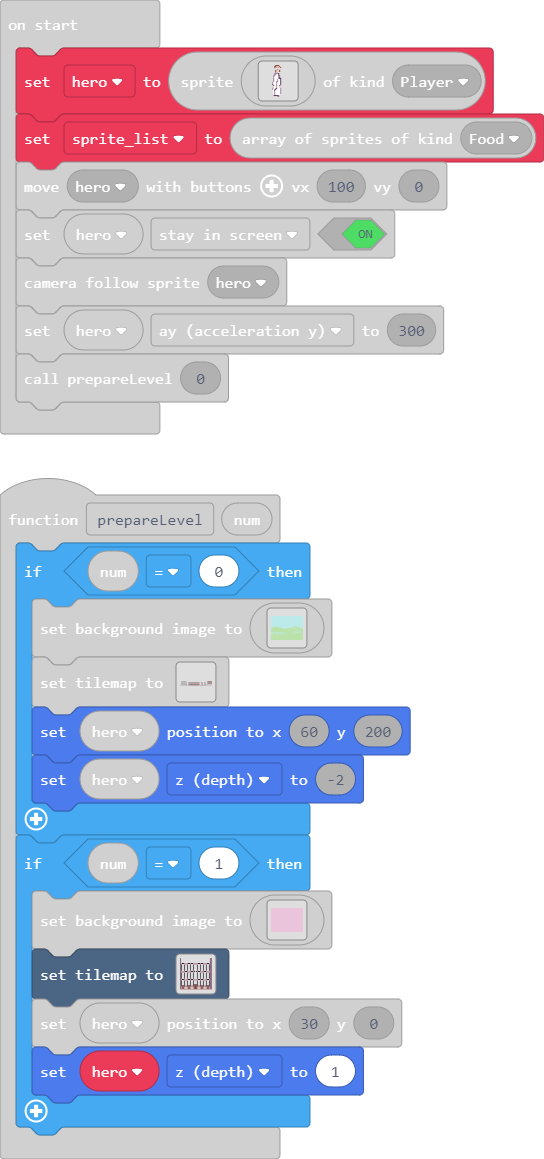 on start
set hero to sprite of kind Player
set sprite_list to array of sprites of kind Food
move hero with buttons vx 100 vy 0
set hero stay in screen ON
camera follow sprite hero
set hero ay (acceleration y) to 300
call prepareLevel 0
function prepareLevel num
if num = 0 then
set background image to
set tilemap to
set hero position to x 60 y 200
set hero z (depth) to -2
if num = 1 then
set background image to
set tilemap to
set hero position to x 30 y 0
set hero z (depth) to 1